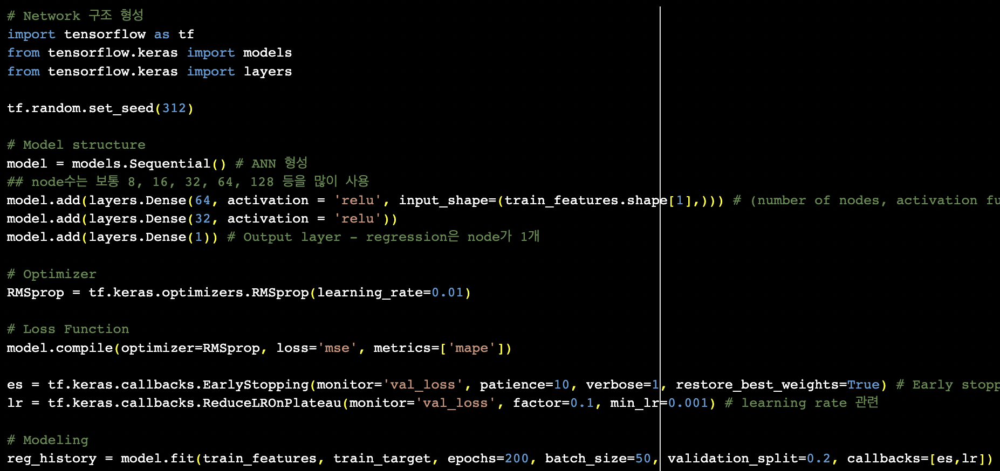 # Network 구조 형성
import tensorflow as tf
from tensorflow.keras import models
from tensorflow.keras import layers
tf.random.set_seed(312)
# Model structure
model = models.Sequential() # ANN 형성
## node수는 보통 8, 16, 32, 64, 128 등을 많이 사용
model.add(layers.Dense(64, activation = 'relu', input_shape=(train_features.shape[1],))) # (number of nodes, activation fu
model.add(layers.Dense(32, activation = 'relu'))
model.add(layers.Dense(1)) # Output layer - regression은 node가 1개
# Optimizer
RMSprop = tf.keras.optimizers.RMSprop(learning_rate=0.01)
# Loss Function
model.compile(optimizer=RMSprop, loss='mse', metrics=['mape'])
es = tf.keras.callbacks.EarlyStopping(monitor='val_loss', patience=10, verbose=1, restore_best_weights=True) # Early stopp
lr = tf.keras.callbacks.ReduceLROnPlateau(monitor='val_loss', factor=0.1, min_lr=0.001) # learning rate 관련
# Modeling
reg_history = model.fit(train_features, train_target, epochs=200, batch_size=50, validation_split=0.2, callbacks=[es,lr])